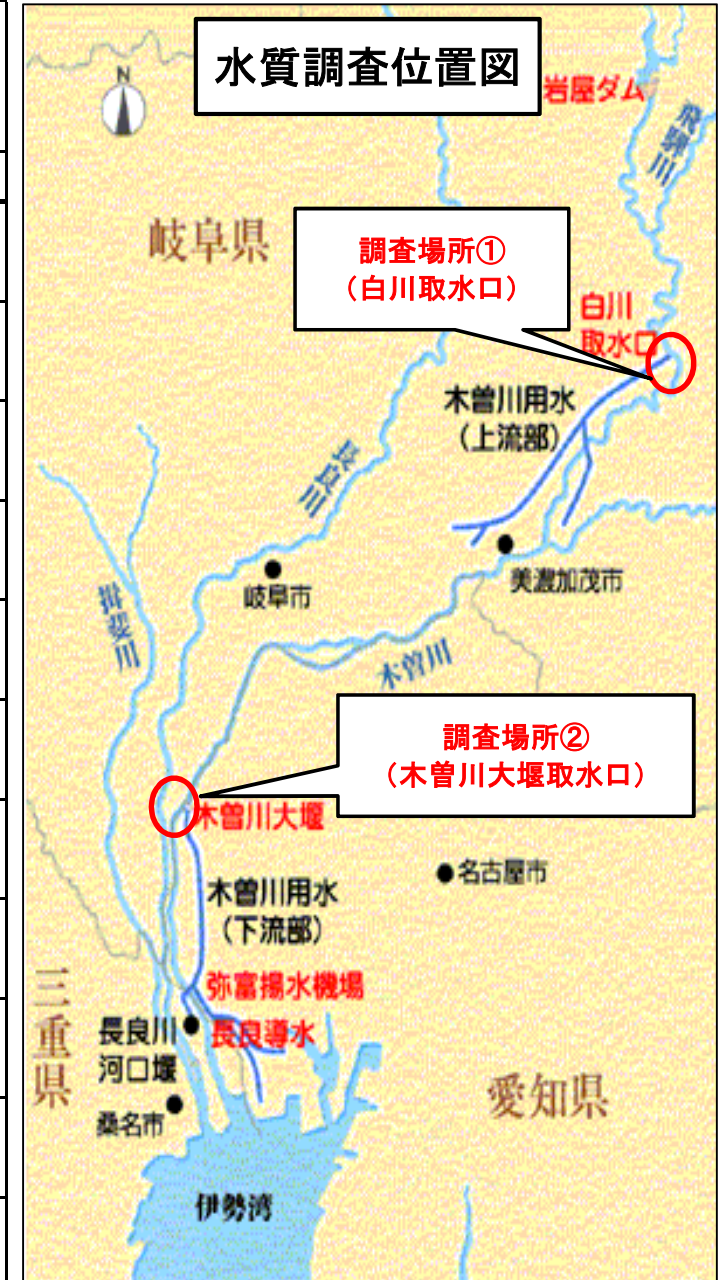 水質調査位置図
N
岩屋ダム
飛騨川
岐阜県
調査場所①
（白川取水口）
白川
取水口
木曽川用水
（上流部）
長良川
岐阜市
美濃加茂市
揖斐川
木曽川
調査場所②
（木曽川大堰取水口）
木曽川大堰
名古屋市
木曽川用水
（下流部）
弥富揚水機場
三重県
長良川
河口堰
長良導水
桑名市
愛知県
伊勢湾